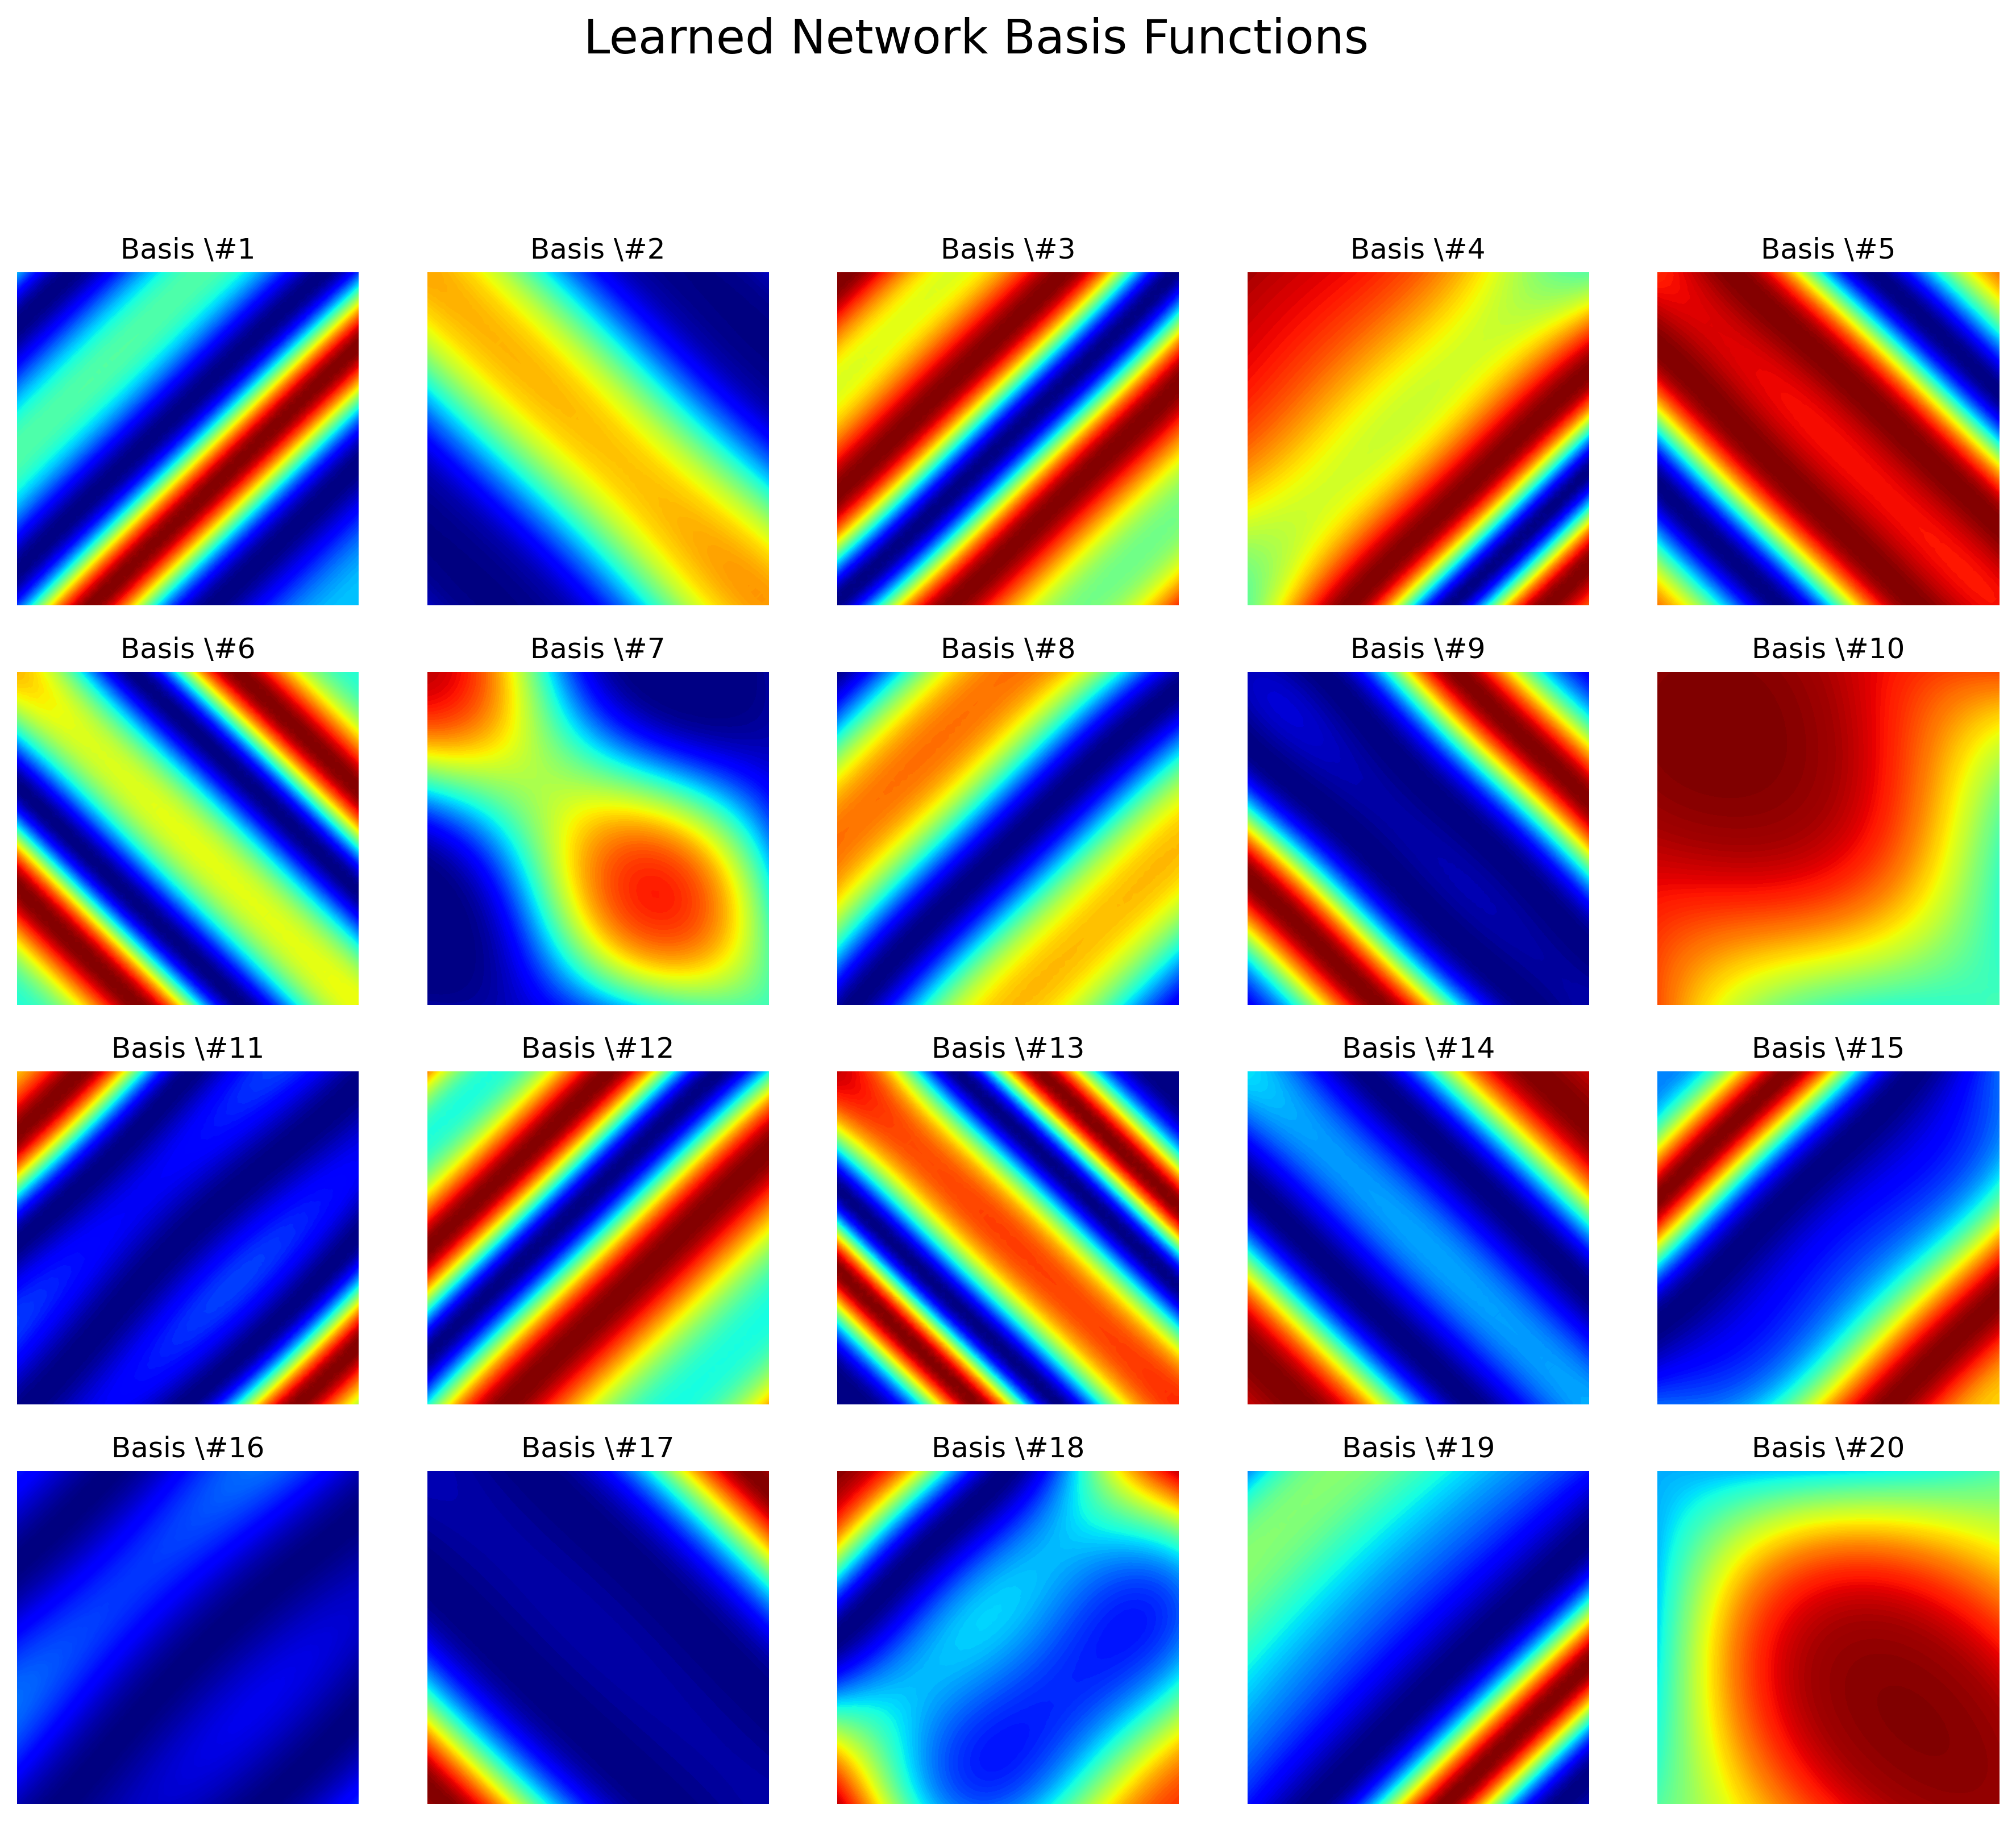 Learned Network Basis Functions
Basis \#1 Basis \#2 Basis \#3 Basis \#4 Basis \#5
Basis \#6 Basis \#7 Basis \#8 Basis \#9 Basis \#10
Basis \#11 Basis \#12 Basis \#13 Basis \#14 Basis \#15
Basis \#16 Basis \#17 Basis \#18 Basis \#19 Basis \#20